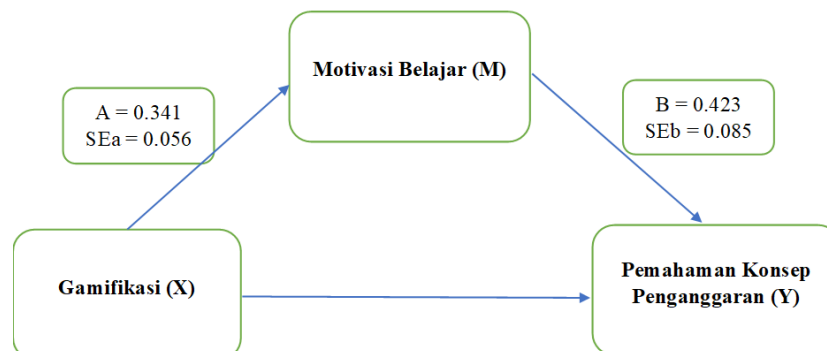 Motivasi Belajar (M)
A = 0.341
SEa = 0.056
B = 0.423
SEb = 0.085
Gamifikasi (X)
Pemahaman Konsep
Penganggaran (Y)